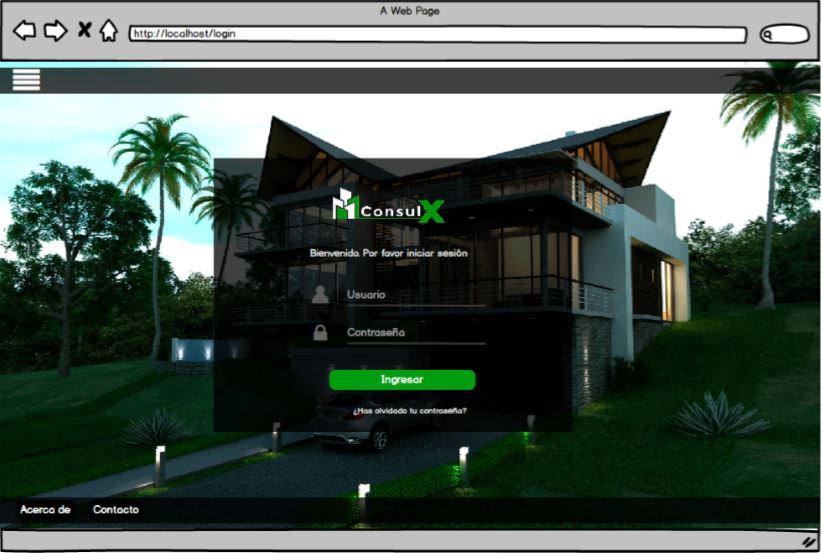 A Web Page
http://localhost/login
ConsulX
Bienvenido. Por favor iniciar sesión
Usuario
Contraseña
Ingresar
¿Has olvidado tu contraseña?
Acerca de Contacto